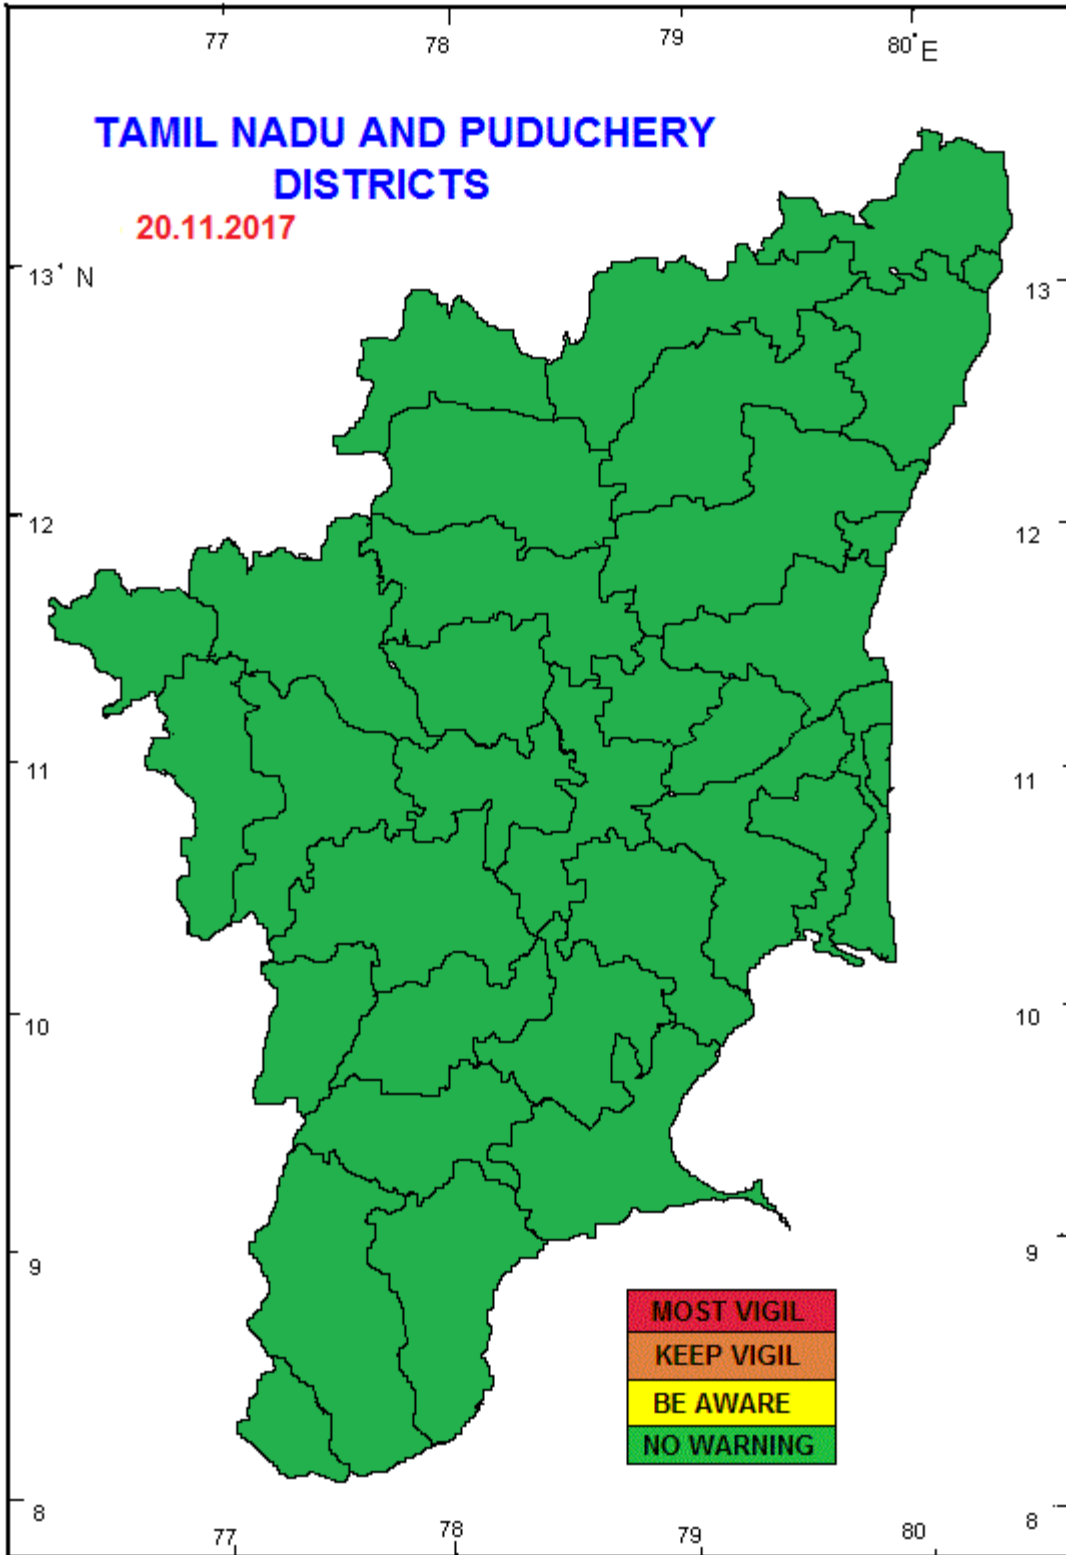 77 78 79 80° E
TAMIL NADU AND PUDUCHERY
DISTRICTS
20.11.2017
13° N
13
12
12
11
11
10
10
9
9
MOST VIGIL
KEEP VIGIL
BE AWARE
NO WARNING
8
8
77 78 79 80